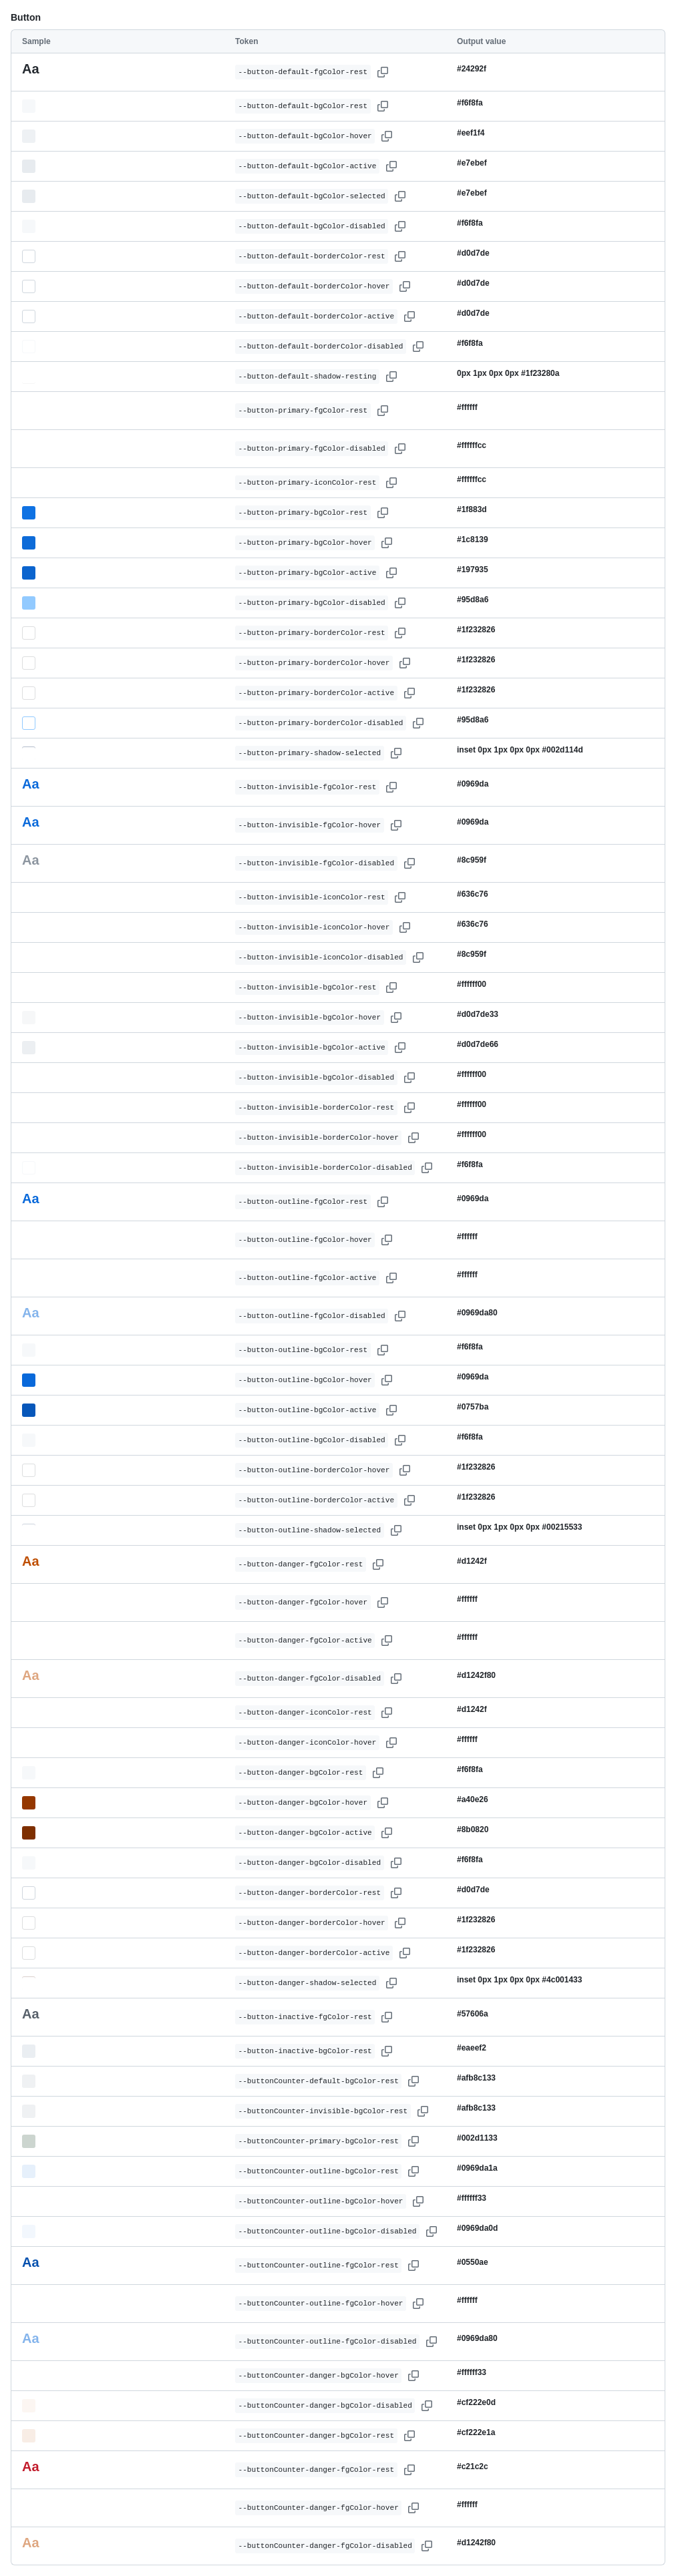 Button
Sample Token Output value
Aa --button-default-fgColor-rest #24292f
--button-default-bgColor-rest #f6f8fa
--button-default-bgColor-hover #eef1f4
--button-default-bgColor-active #e7ebef
--button-default-bgColor-selected #e7ebef
--button-default-bgColor-disabled #f6f8fa
--button-default-borderColor-rest #d0d7de
--button-default-borderColor-hover #d0d7de
--button-default-borderColor-active #d0d7de
--button-default-borderColor-disabled #f6f8fa
--button-default-shadow-resting 0px 1px 0px 0px #1f23280a
--button-primary-fgColor-rest #ffffff
--button-primary-fgColor-disabled #ffffffcc
--button-primary-iconColor-rest #ffffffcc
--button-primary-bgColor-rest #1f883d
--button-primary-bgColor-hover #1c8139
--button-primary-bgColor-active #197935
--button-primary-bgColor-disabled #95d8a6
--button-primary-borderColor-rest #1f232826
--button-primary-borderColor-hover #1f232826
--button-primary-borderColor-active #1f232826
--button-primary-borderColor-disabled #95d8a6
--button-primary-shadow-selected inset 0px 1px 0px 0px #002d114d
Aa --button-invisible-fgColor-rest #0969da
Aa --button-invisible-fgColor-hover #0969da
Aa --button-invisible-fgColor-disabled #8c959f
--button-invisible-iconColor-rest #636c76
--button-invisible-iconColor-hover #636c76
--button-invisible-iconColor-disabled #8c959f
--button-invisible-bgColor-rest #ffffff00
--button-invisible-bgColor-hover #d0d7de33
--button-invisible-bgColor-active #d0d7de66
--button-invisible-bgColor-disabled #ffffff00
--button-invisible-borderColor-rest #ffffff00
--button-invisible-borderColor-hover #ffffff00
--button-invisible-borderColor-disabled #f6f8fa
Aa --button-outline-fgColor-rest #0969da
--button-outline-fgColor-hover #ffffff
--button-outline-fgColor-active #ffffff
Aa --button-outline-fgColor-disabled #0969da80
--button-outline-bgColor-rest #f6f8fa
--button-outline-bgColor-hover #0969da
--button-outline-bgColor-active #0757ba
--button-outline-bgColor-disabled #f6f8fa
--button-outline-borderColor-hover #1f232826
--button-outline-borderColor-active #1f232826
--button-outline-shadow-selected inset 0px 1px 0px 0px #00215533
Aa --button-danger-fgColor-rest #d1242f
--button-danger-fgColor-hover #ffffff
--button-danger-fgColor-active #ffffff
Aa --button-danger-fgColor-disabled #d1242f80
--button-danger-iconColor-rest #d1242f
--button-danger-iconColor-hover #ffffff
--button-danger-bgColor-rest #f6f8fa
--button-danger-bgColor-hover #a40e26
--button-danger-bgColor-active #8b0820
--button-danger-bgColor-disabled #f6f8fa
--button-danger-borderColor-rest #d0d7de
--button-danger-borderColor-hover #1f232826
--button-danger-borderColor-active #1f232826
--button-danger-shadow-selected inset 0px 1px 0px 0px #4c001433
Aa --button-inactive-fgColor-rest #57606a
--button-inactive-bgColor-rest #eaeef2
--buttonCounter-default-bgColor-rest #afb8c133
--buttonCounter-invisible-bgColor-rest #afb8c133
--buttonCounter-primary-bgColor-rest #002d1133
--buttonCounter-outline-bgColor-rest #0969da1a
--buttonCounter-outline-bgColor-hover #ffffff33
--buttonCounter-outline-bgColor-disabled #0969da0d
Aa --buttonCounter-outline-fgColor-rest #0550ae
--buttonCounter-outline-fgColor-hover #ffffff
Aa --buttonCounter-outline-fgColor-disabled #0969da80
--buttonCounter-danger-bgColor-hover #ffffff33
--buttonCounter-danger-bgColor-disabled #cf222e0d
--buttonCounter-danger-bgColor-rest #cf222e1a
Aa --buttonCounter-danger-fgColor-rest #c21c2c
--buttonCounter-danger-fgColor-hover #ffffff
Aa --buttonCounter-danger-fgColor-disabled #d1242f80